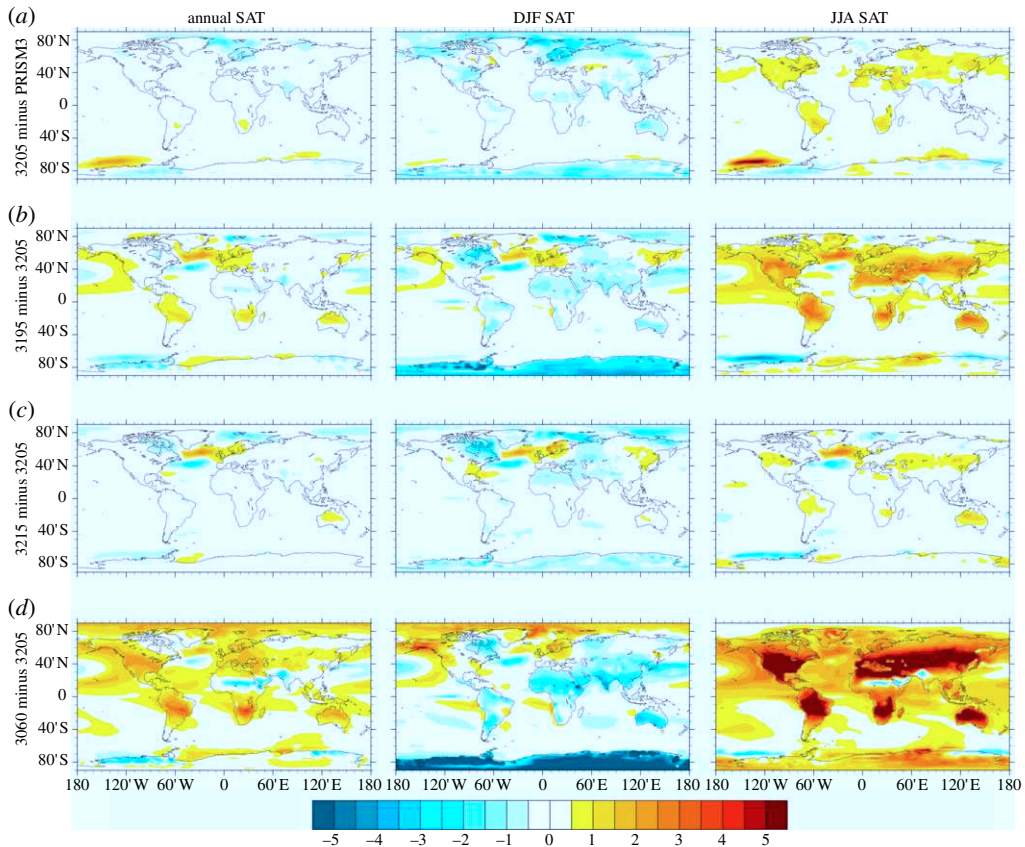 annual SAT DJF SAT JJA SAT
(a)
3205 minus PRISM3
80°N
40°N
0
40°S
80°S
(b)
3195 minus 3205
80°N
40°N
0
40°S
80°S
(c)
3215 minus 3205
80°N
40°N
0
40°S
80°S
(d)
3060 minus 3205
80°N
40°N
0
40°S
80°S
180 120°W 60°W 0 60°E 120°E 180 120°W 60°W 0 60°E 120°E 180 120°W 60°W 0 60°E 120°E 180
–5 –4 –3 –2 –1 0 1 2 3 4 5